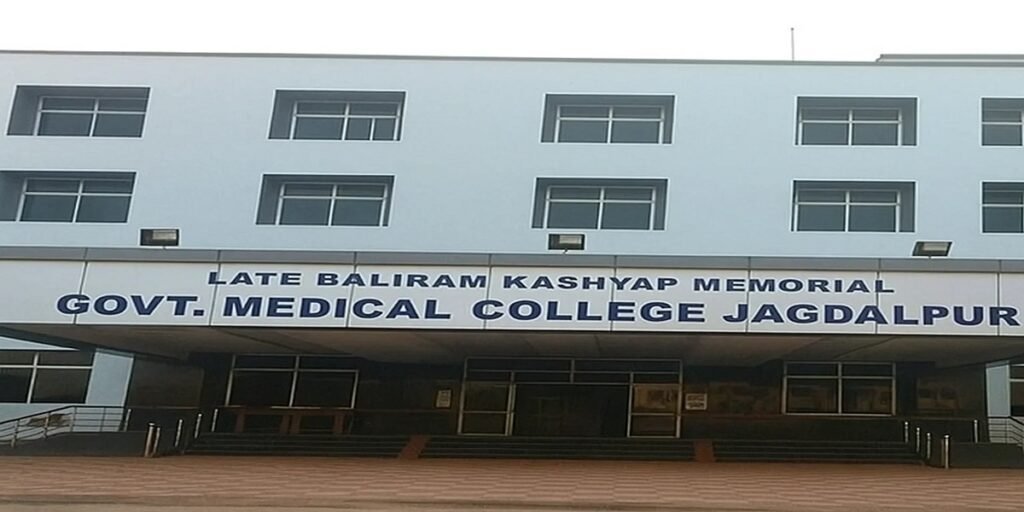 LATE BALIRAM KASHYAP MEMORIAL
GOVT. MEDICAL COLLEGE JAGDALPUR